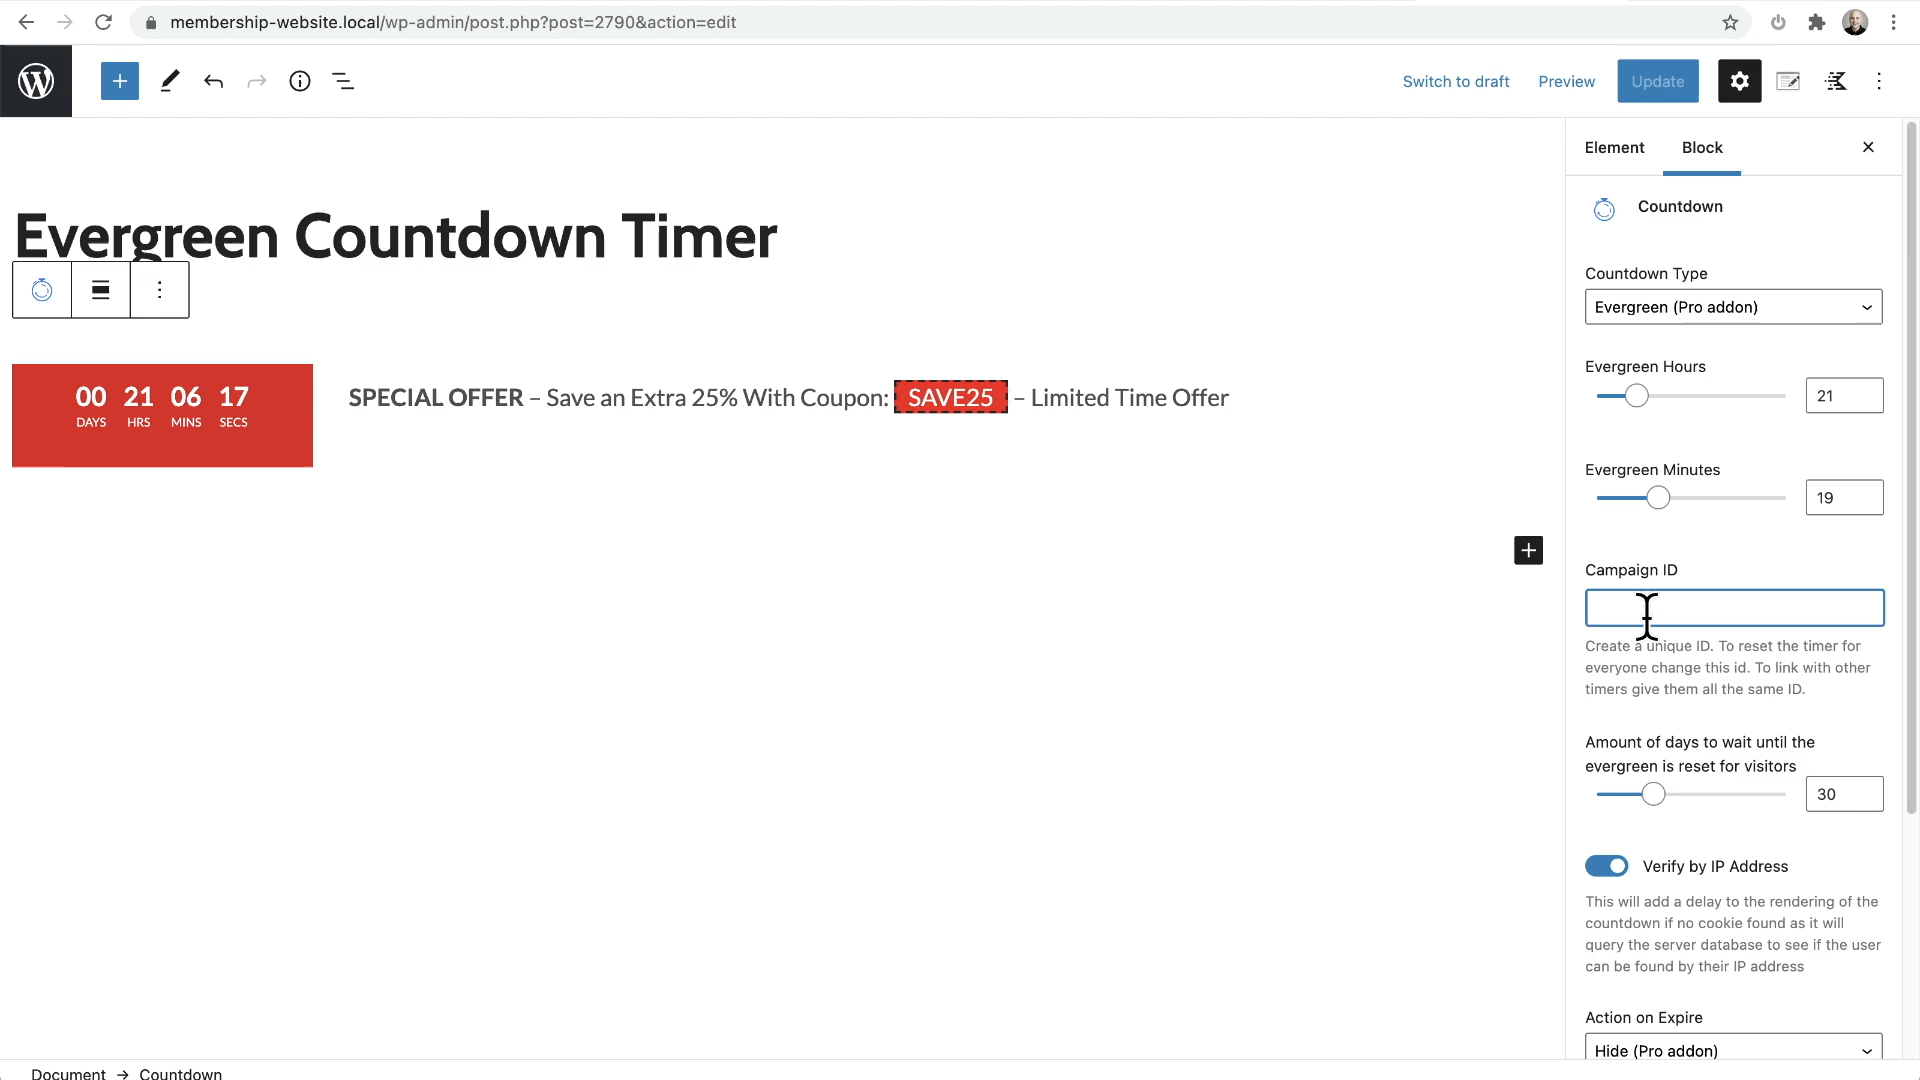 membership-website.local/wp-admin/post.php?post=2790&action=edit
Switch to draft
Preview
Update
Evergreen Countdown Timer
00 21 06 17
DAYS HRS MINS SECS
SPECIAL OFFER – Save an Extra 25% With Coupon: SAVE25 – Limited Time Offer
Element
Block
Countdown
Countdown Type
Evergreen (Pro addon)
Evergreen Hours
21
Evergreen Minutes
19
Campaign ID
Create a unique ID. To reset the timer for
everyone change this id. To link with other
timers give them all the same ID.
Amount of days to wait until the
evergreen is reset for visitors
30
Verify by IP Address
This will add a delay to the rendering of the
countdown if no cookie found as it will
query the server database to see if the user
can be found by their IP address
Action on Expire
Hide (Pro addon)
Document → Countdown